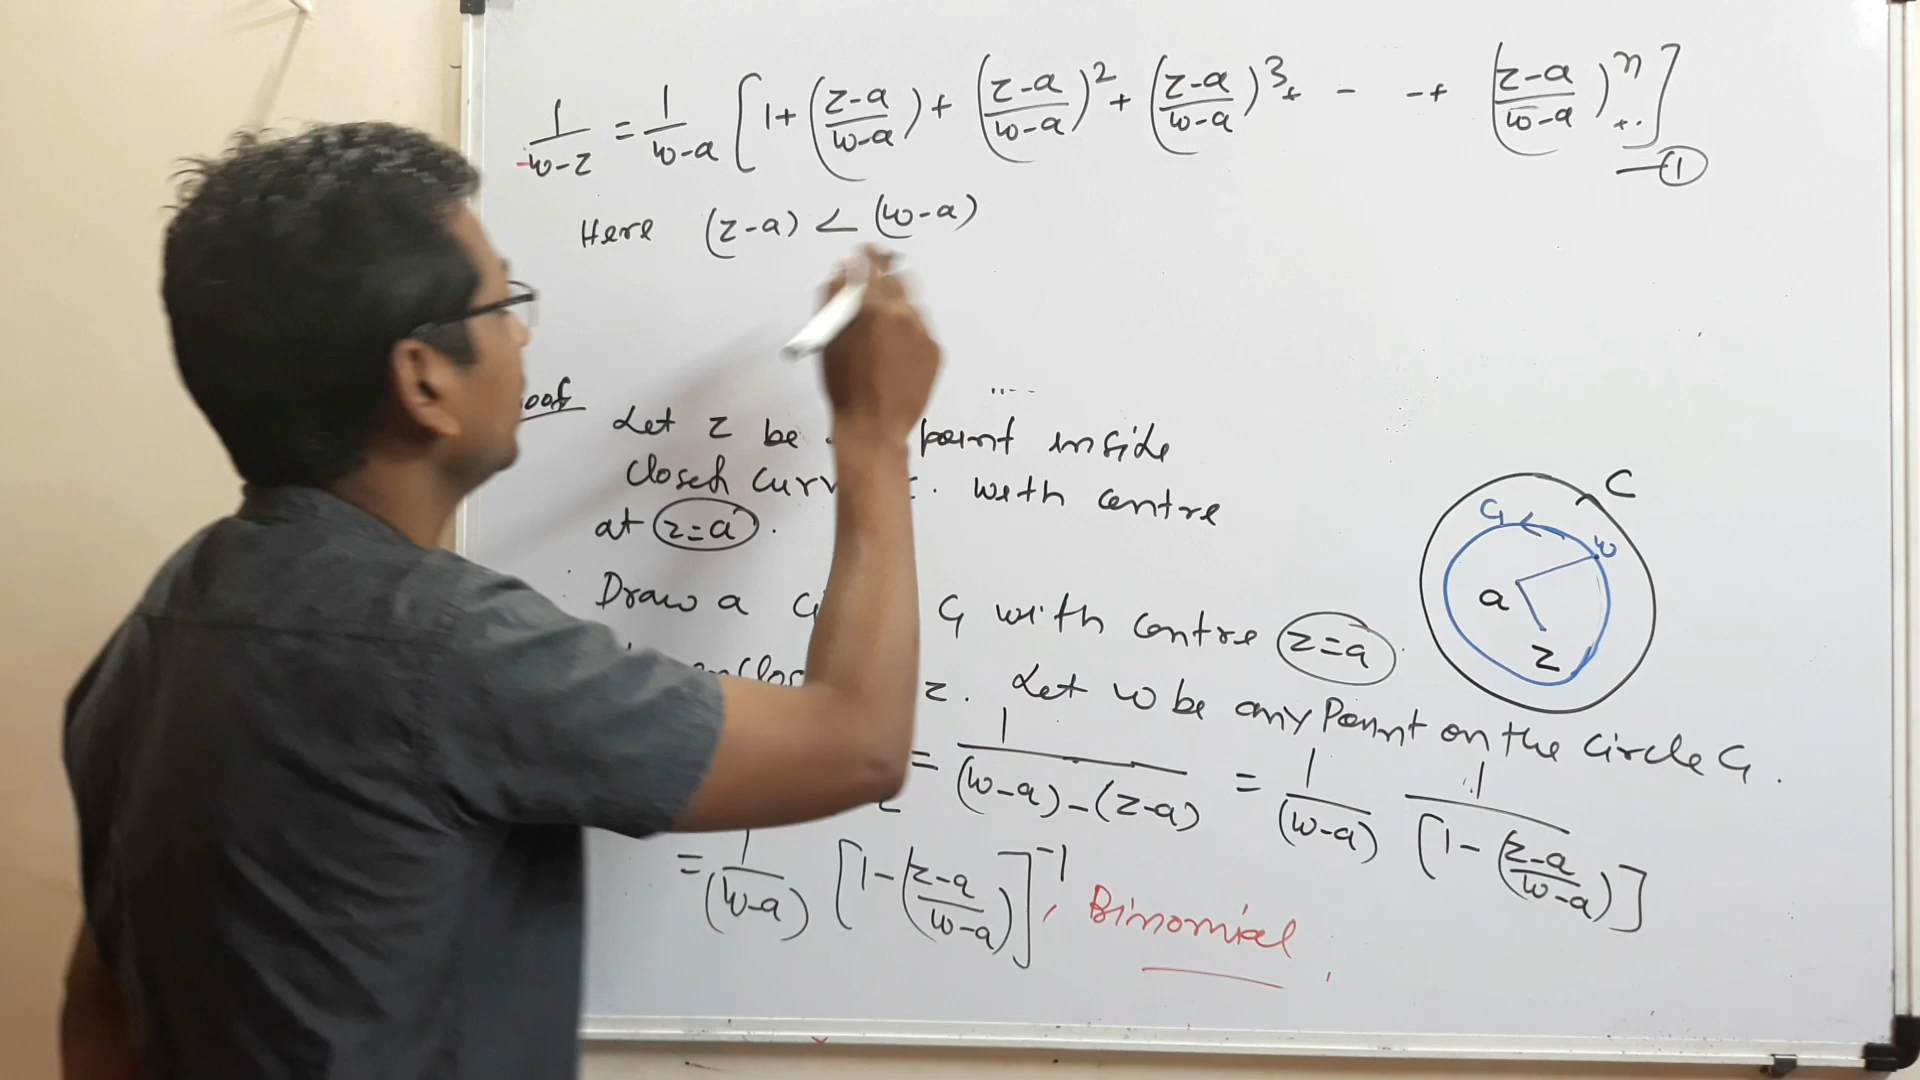 1/(w-z) = 1/(w-a) [1+((z-a)/(w-a))+((z-a)/(w-a))^2+((z-a)/(w-a))^3+ - - -+ ((z-a)/(w-a))^n+..]
—①
Here (z-a) < (w-a)
Let z be point inside
closed with centre
at z=a.
Draw a C₁ with centre z=a
z. Let w be any Point on the Circle C₁.
= 1/((w-a)-(z-a)) = 1/(w-a) 1/[1-((z-a)/(w-a))]
= 1/(w-a) [1-((z-a)/(w-a))]^-1, Binomial
C
C₁
w
a
z